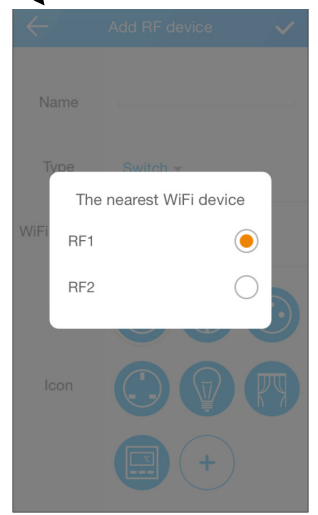 Add RF device
Name
Type Switch
The nearest WiFi device
WiFi
RF1
RF2
Icon